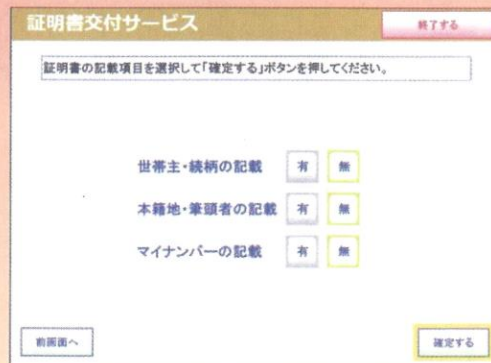 証明書交付サービス
終了する
証明書の記載項目を選択して「確定する」ボタンを押してください。
世帯主・続柄の記載 有 無
本籍地・筆頭者の記載 有 無
マイナンバーの記載 有 無
前画面へ
確定する